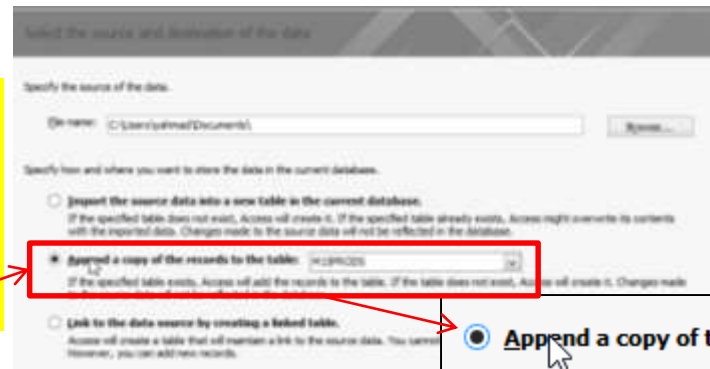 Select the source and destination of the data
Specify the source of the data.
File name: C:\Users\yahmad\Documents\ Browse...
Specify how and where you want to store the data in the current database.
Import the source data into a new table in the current database.
If the specified table does not exist, Access will create it. If the specified table already exists, Access might overwrite its contents
with the imported data. Changes made to the source data will not be reflected in the database.
Append a copy of the records to the table:
If the specified table exists, Access will add the records to the table. If the table does not exist, Access will create it. Changes made
Link to the data source by creating a linked table.
Access will create a table that will maintain a link to the source data. You cannot
However, you can add new records.
Append a copy of t